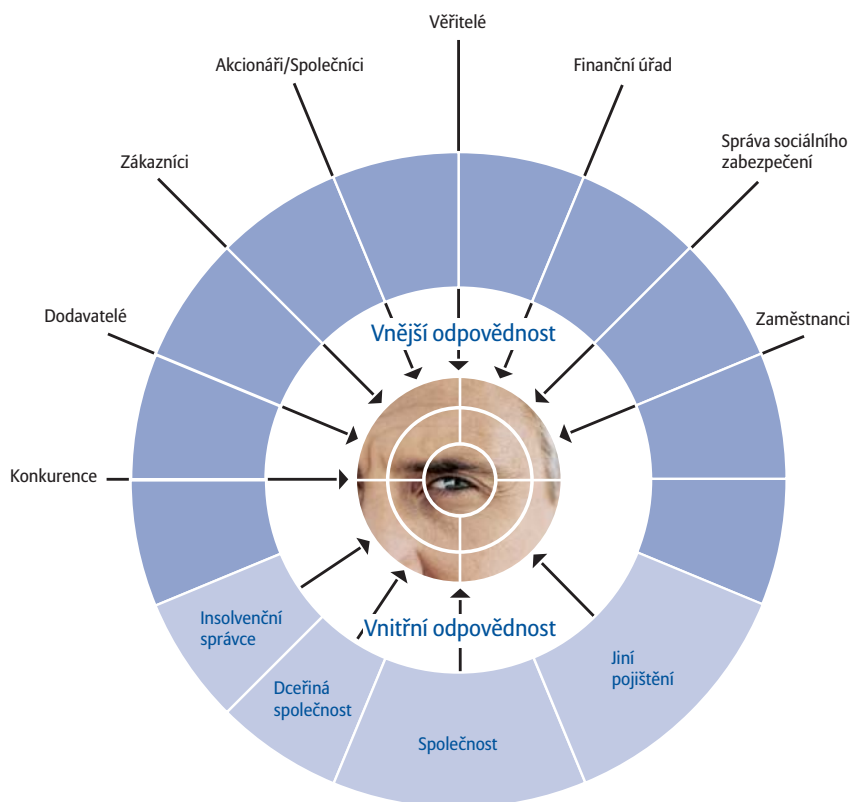 Věřitelé
Akcionáři/Společníci
Finanční úřad
Správa sociálního
zabezpečení
Zákazníci
Dodavatelé
Zaměstnanci
Vnější odpovědnost
Konkurence
Insolvenční
správce
Vnitřní odpovědnost
Jiní
pojištění
Dceřiná
společnost
Společnost